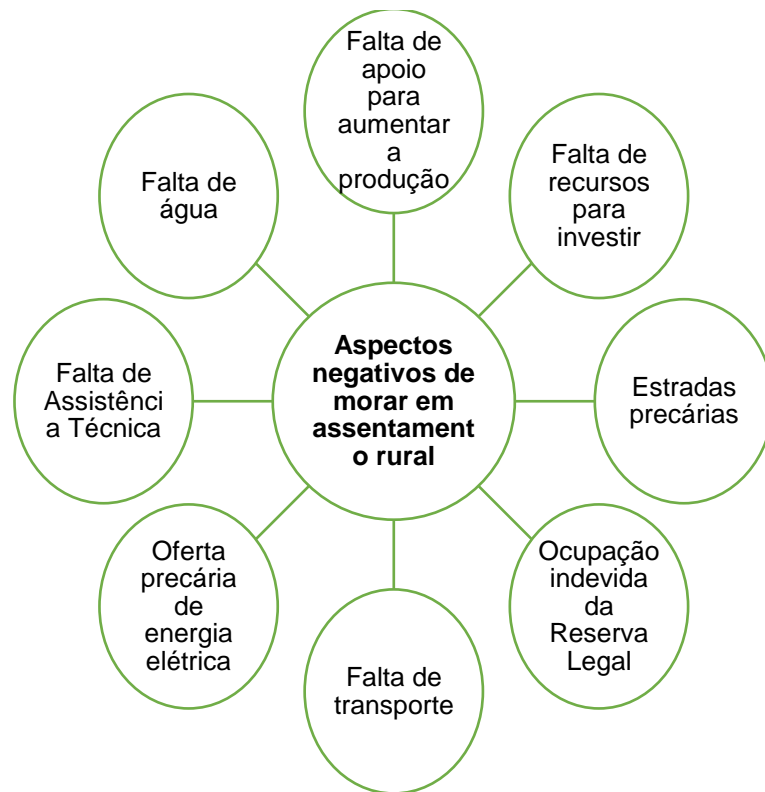 Falta de
apoio
para
aumentar
a
produção
Falta de
recursos
para
investir
Estradas
precárias
Ocupação
indevida
da
Reserva
Legal
Falta de
transporte
Oferta
precária
de
energia
elétrica
Falta de
Assistênci
a Técnica
Falta de
água
Aspectos
negativos de
morar em
assentament
o rural